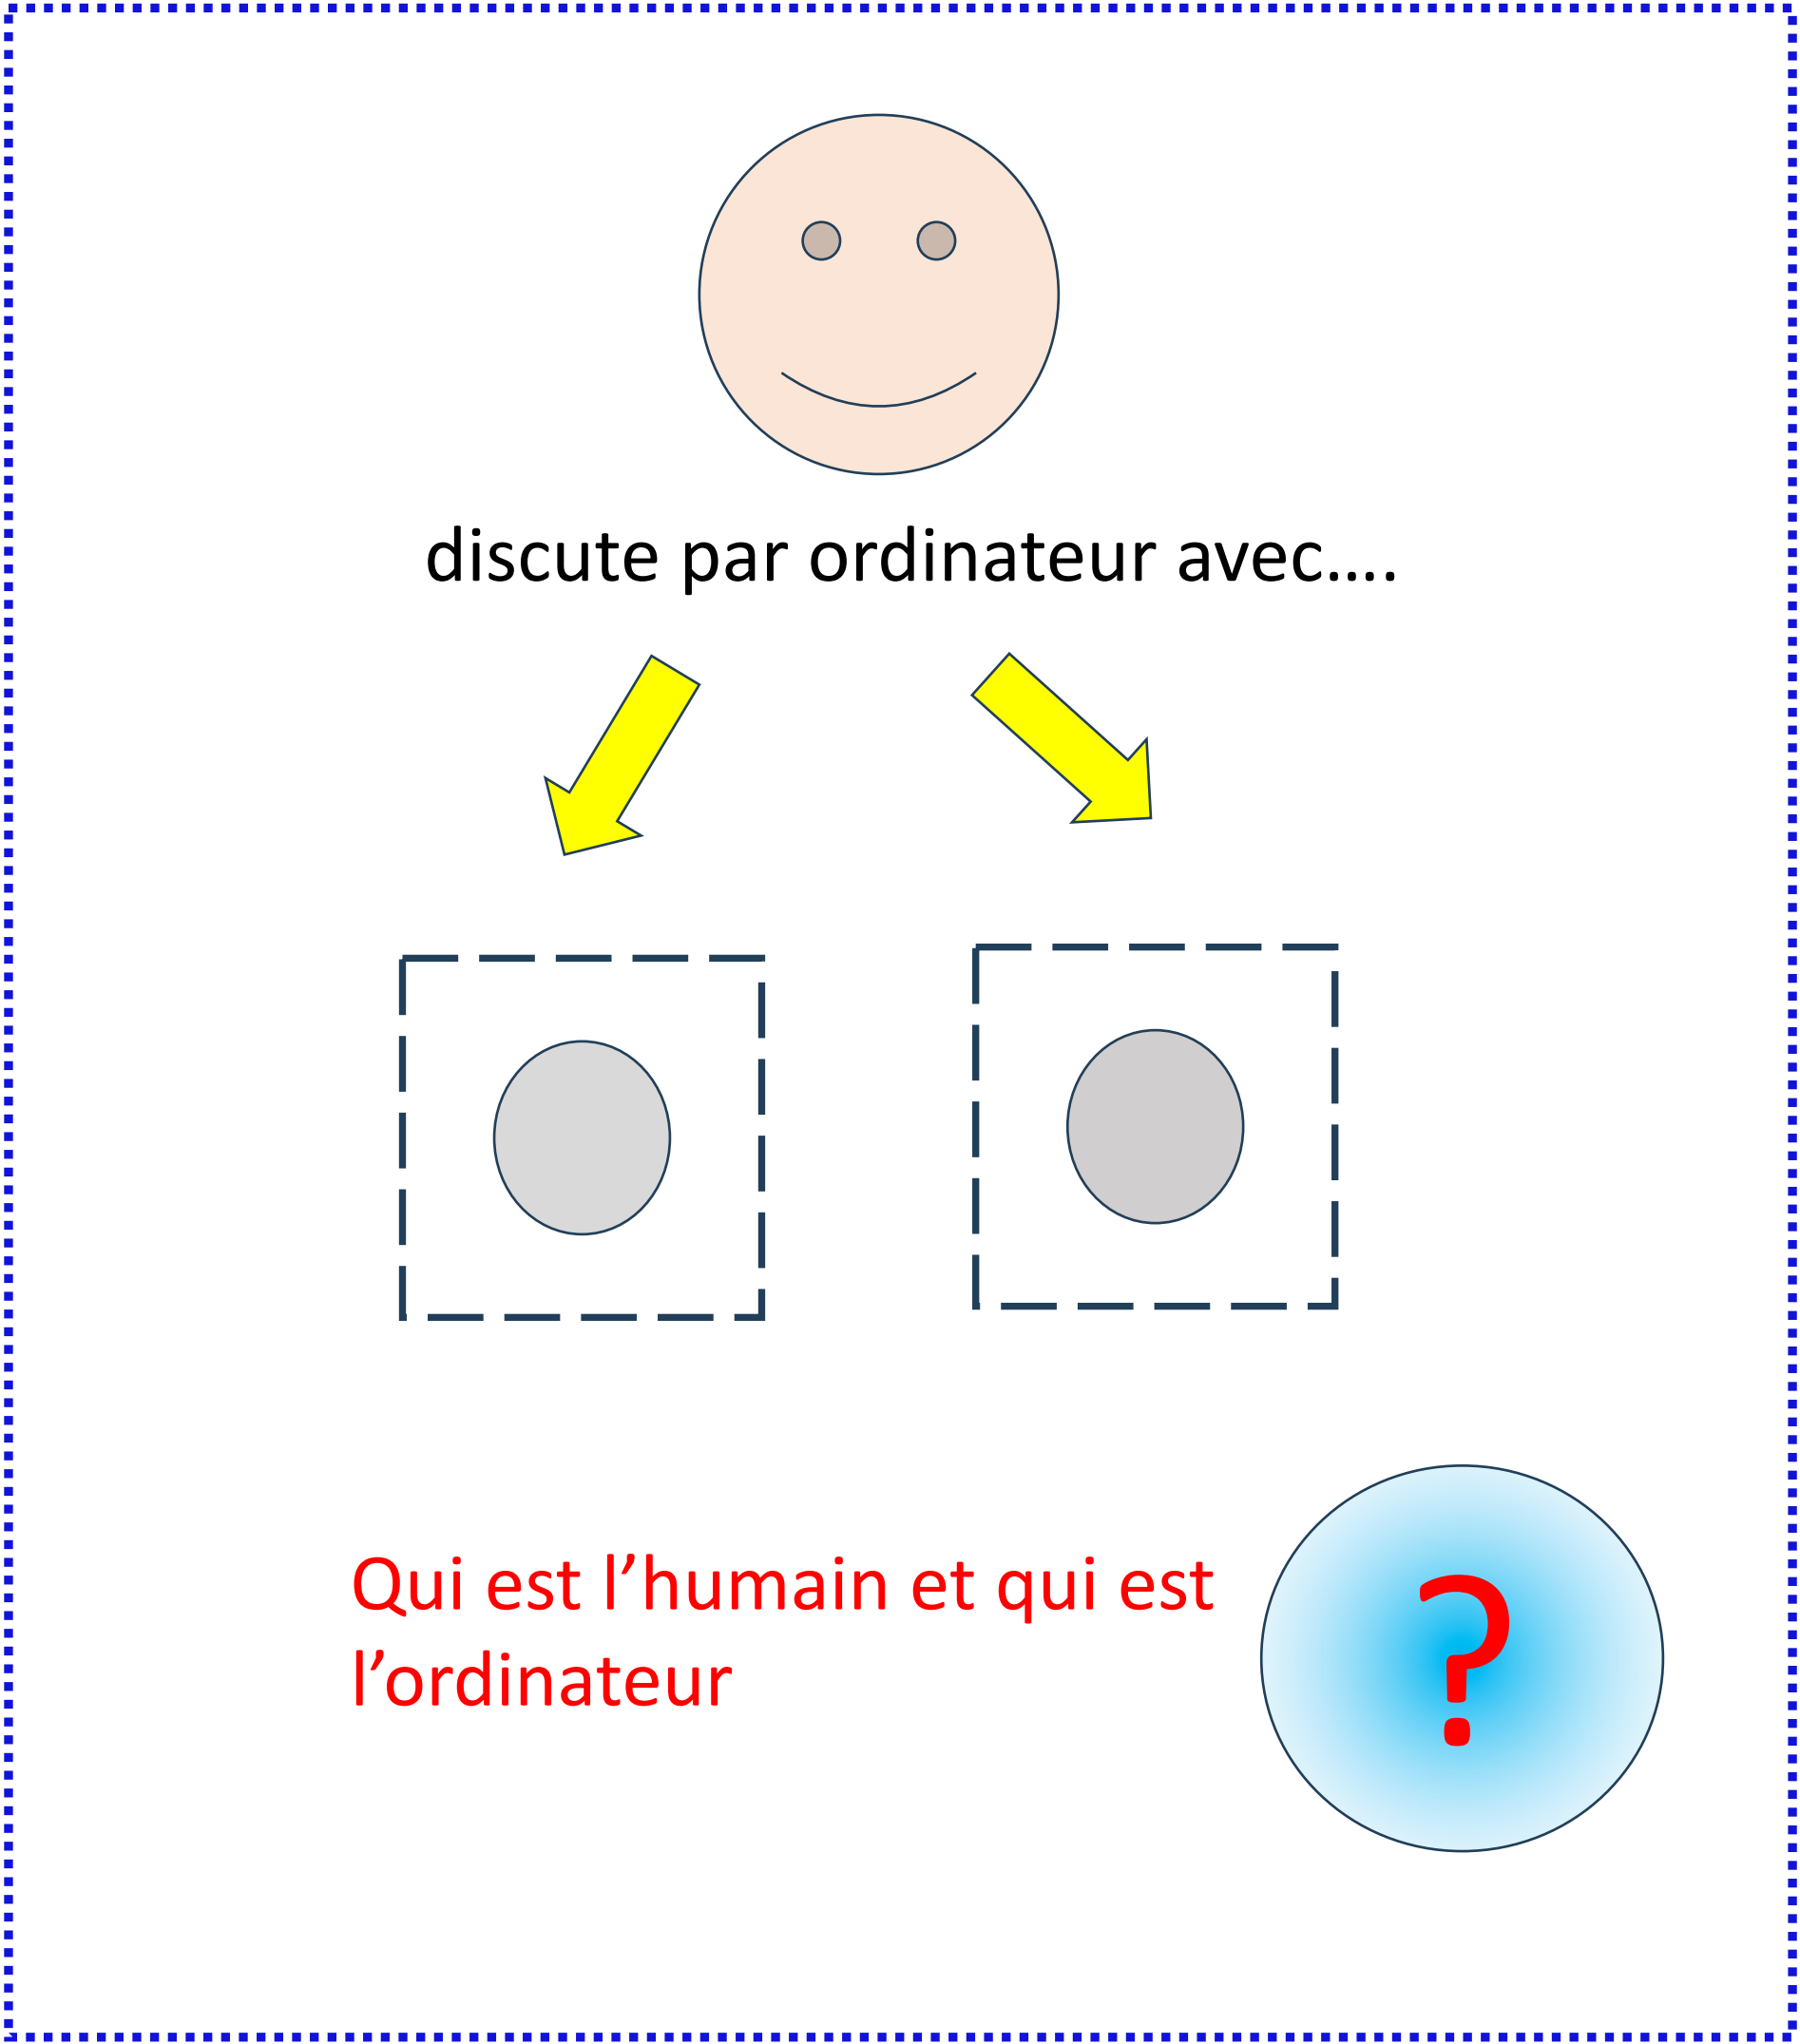 discute par ordinateur avec....
Qui est l’humain et qui est
l’ordinateur
?